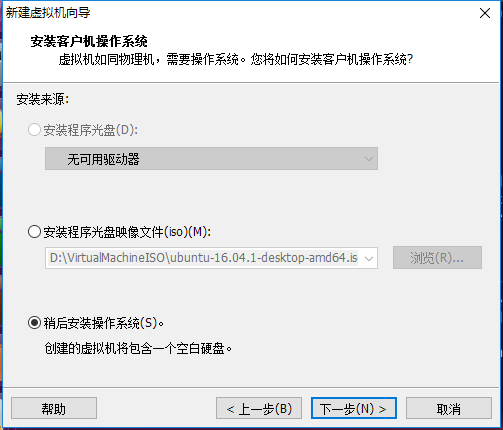 新建虚拟机向导
安装客户机操作系统
虚拟机如同物理机，需要操作系统。您将如何安装客户机操作系统?
安装来源:
安装程序光盘(D):
无可用驱动器
安装程序光盘映像文件(iso)(M):
D:\VirtualMachineISO\ubuntu-16.04.1-desktop-amd64.is
浏览(R)...
稍后安装操作系统(S)。
创建的虚拟机将包含一个空白硬盘。
帮助
< 上一步(B)
下一步(N) >
取消